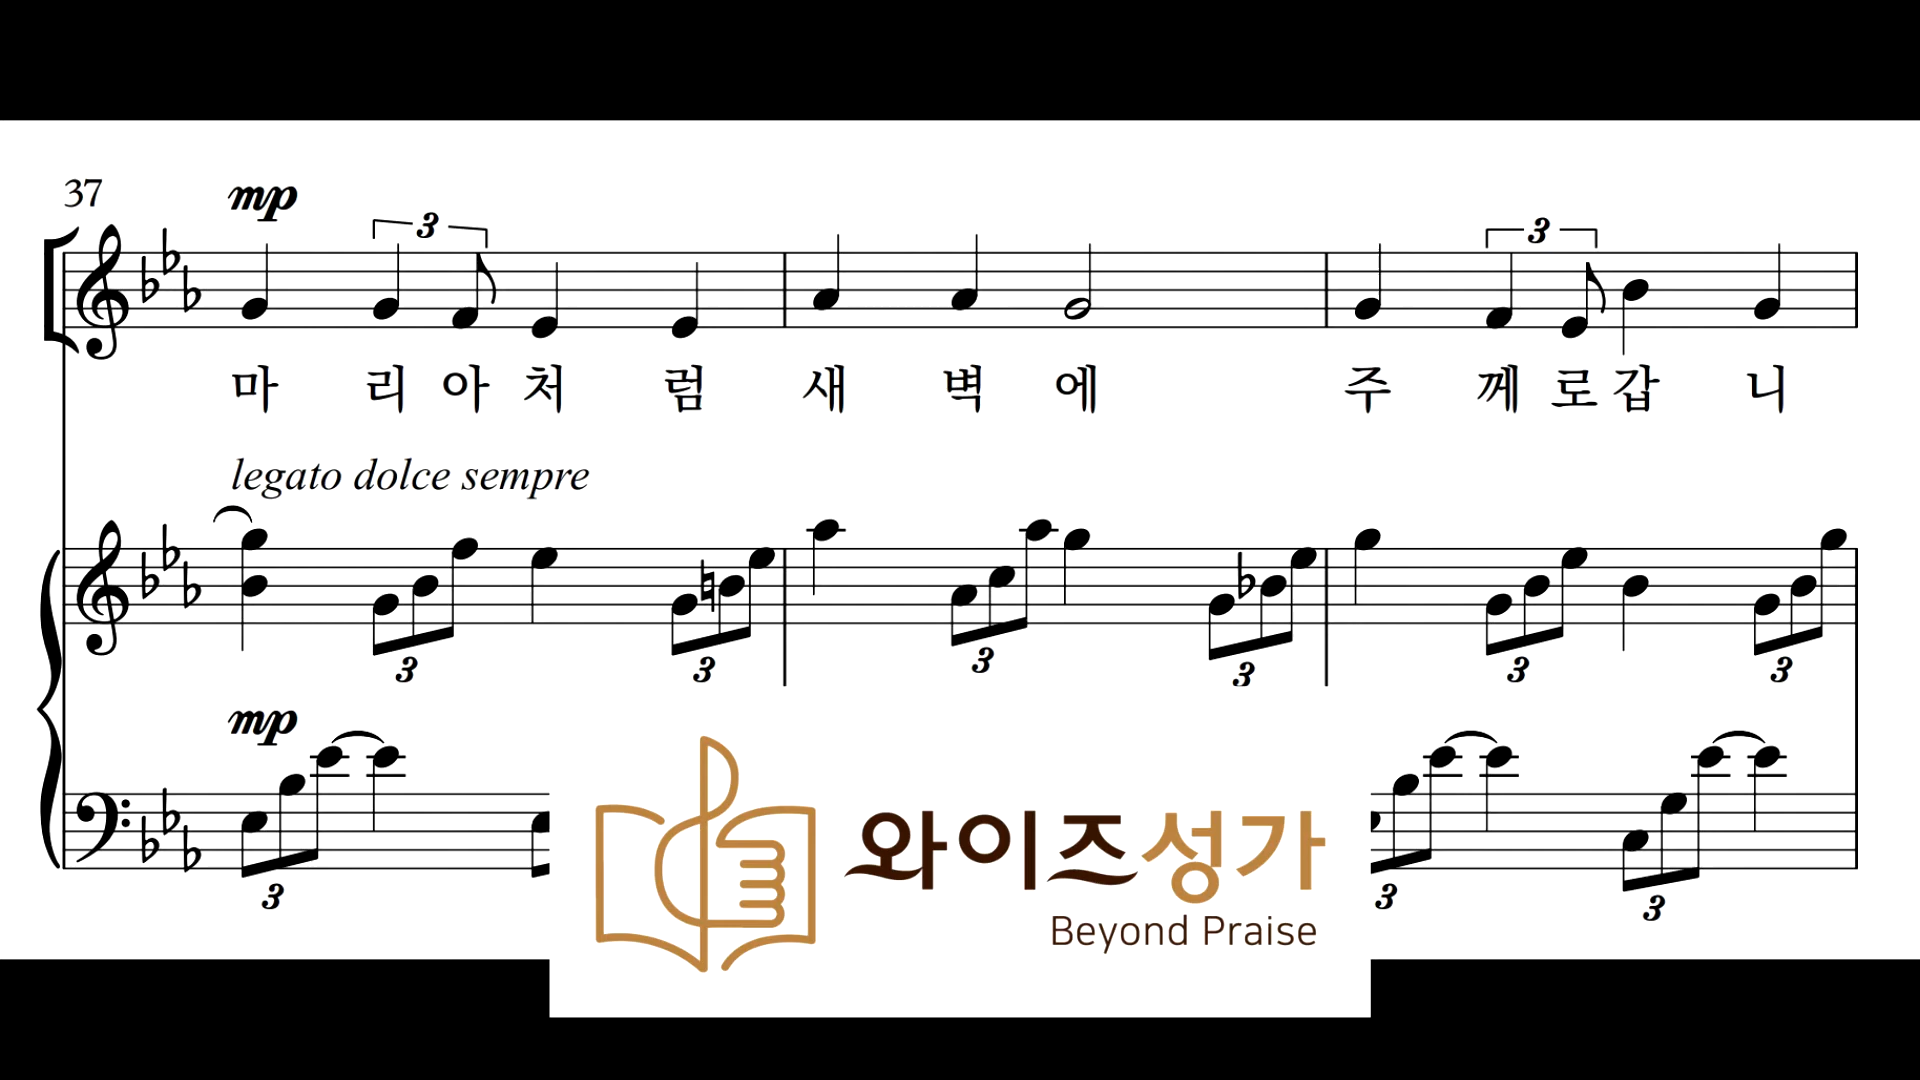 37
mp
3 3
마 리 아 처 럼 새 벽 에 주 께 로 갑 니
legato dolce sempre
3 3 3 3 3 3
mp
3 3 3
와이즈성가
Beyond Praise